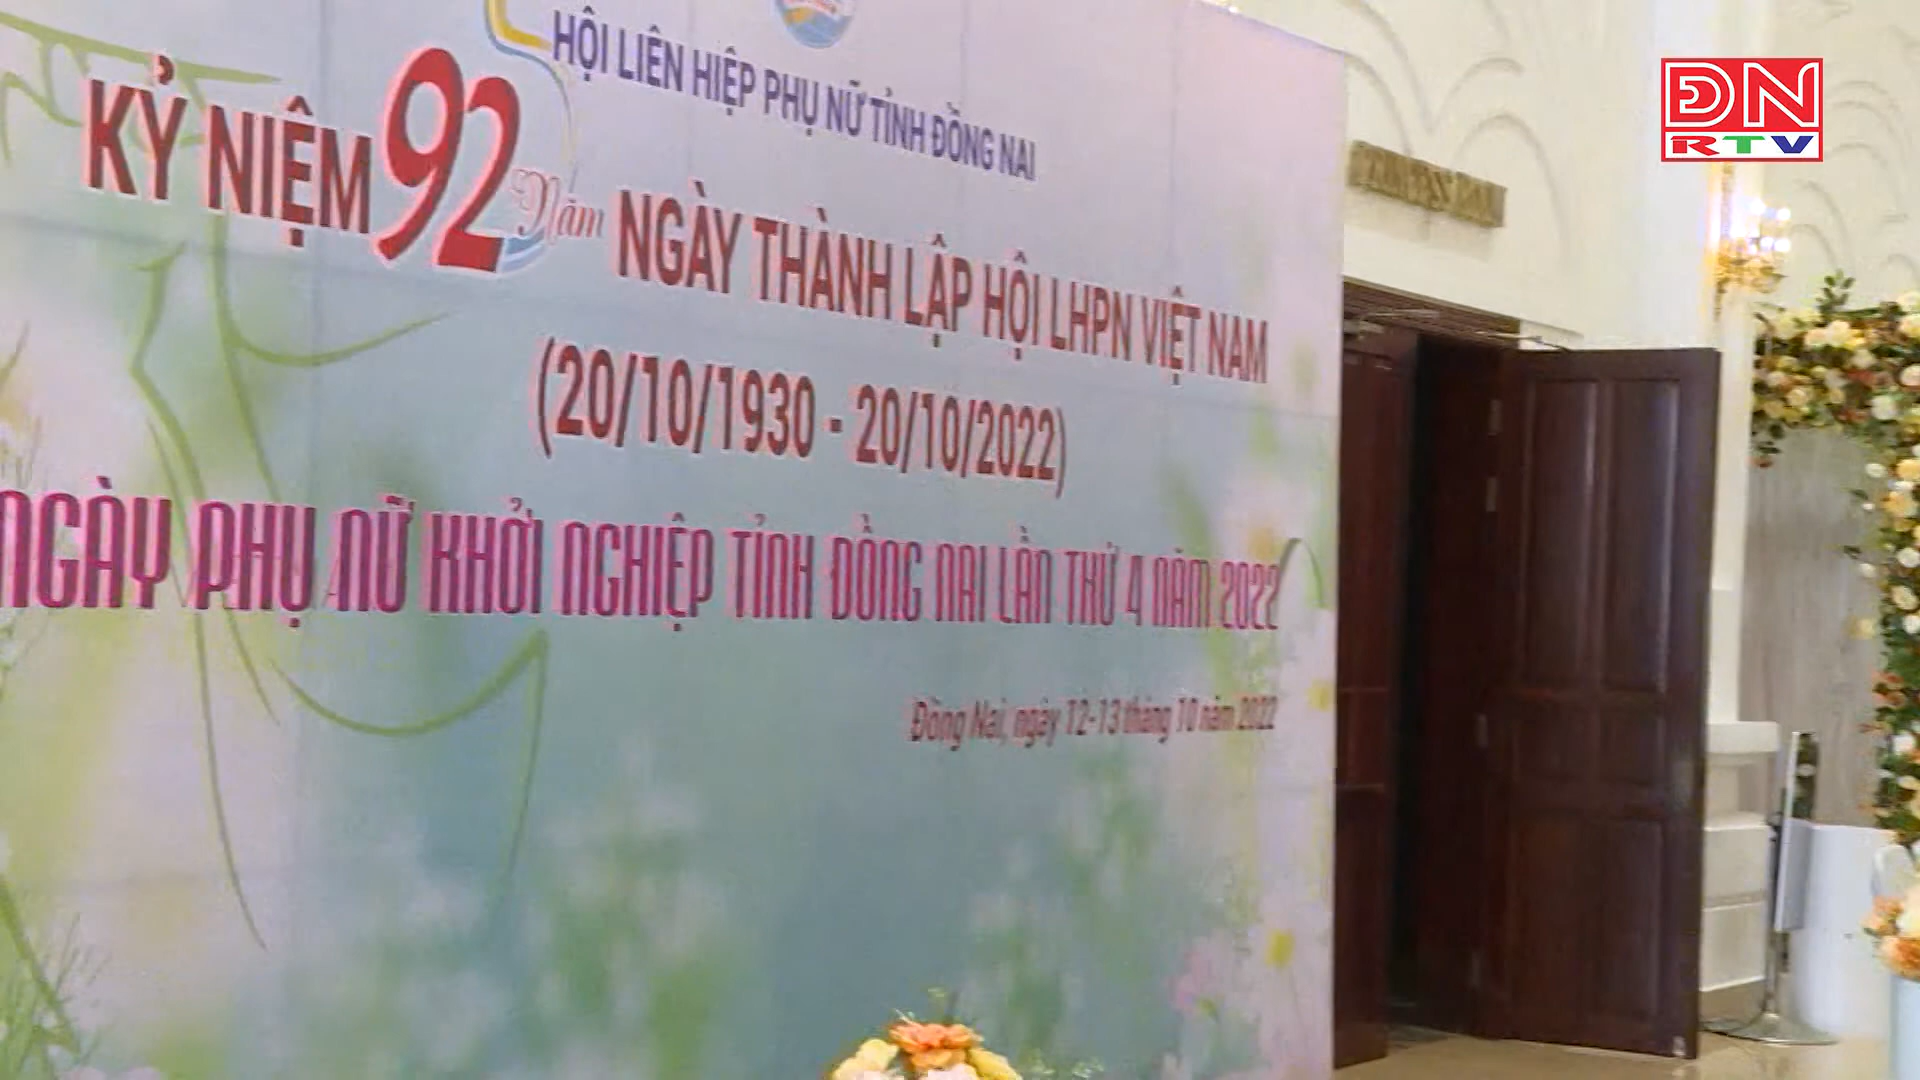 HỘI LIÊN HIỆP PHỤ NỮ TỈNH ĐỒNG NAI
KỶ NIỆM 92 Năm NGÀY THÀNH LẬP HỘI LHPN VIỆT NAM
(20/10/1930 - 20/10/2022)
NGÀY PHỤ NỮ KHỞI NGHIỆP TỈNH ĐỒNG NAI LẦN THỨ 4 NĂM 2022
Đồng Nai, ngày 12-13 tháng 10 năm 2022
ĐN
RTV